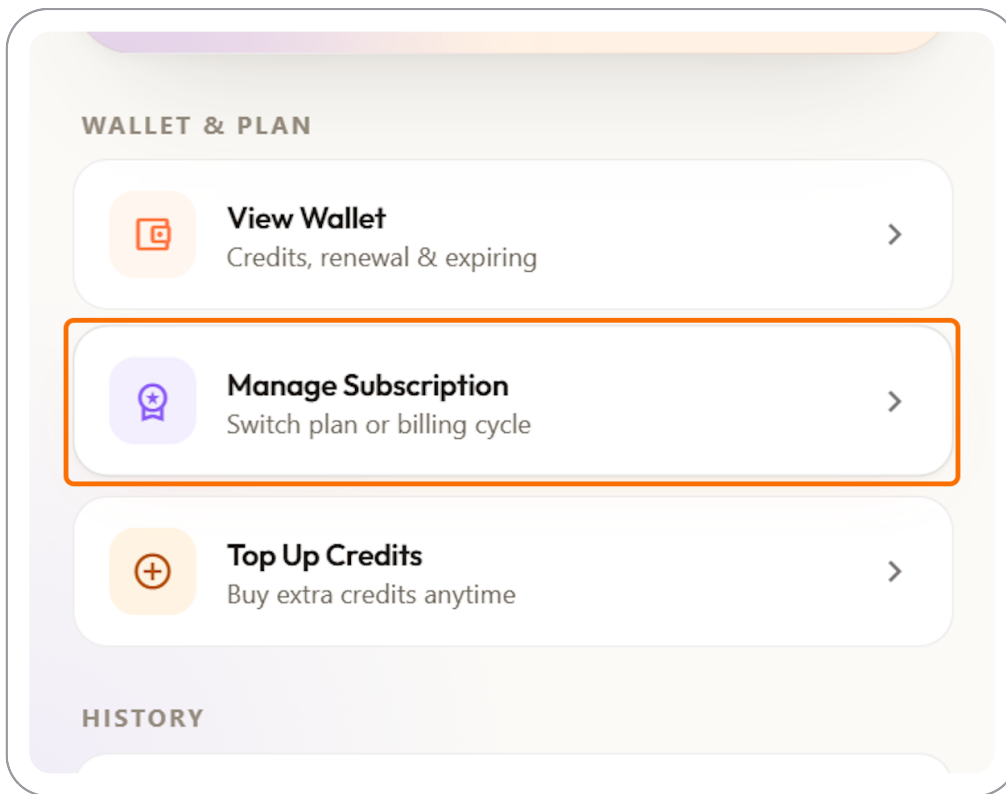 WALLET & PLAN
View Wallet
Credits, renewal & expiring
Manage Subscription
Switch plan or billing cycle
Top Up Credits
Buy extra credits anytime
HISTORY